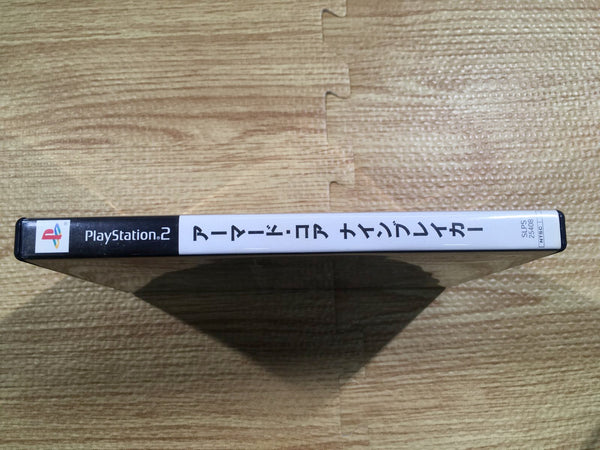 PlayStation.2
アーマード・コア ナインブレイカー
SLPS
25408
NTSC J